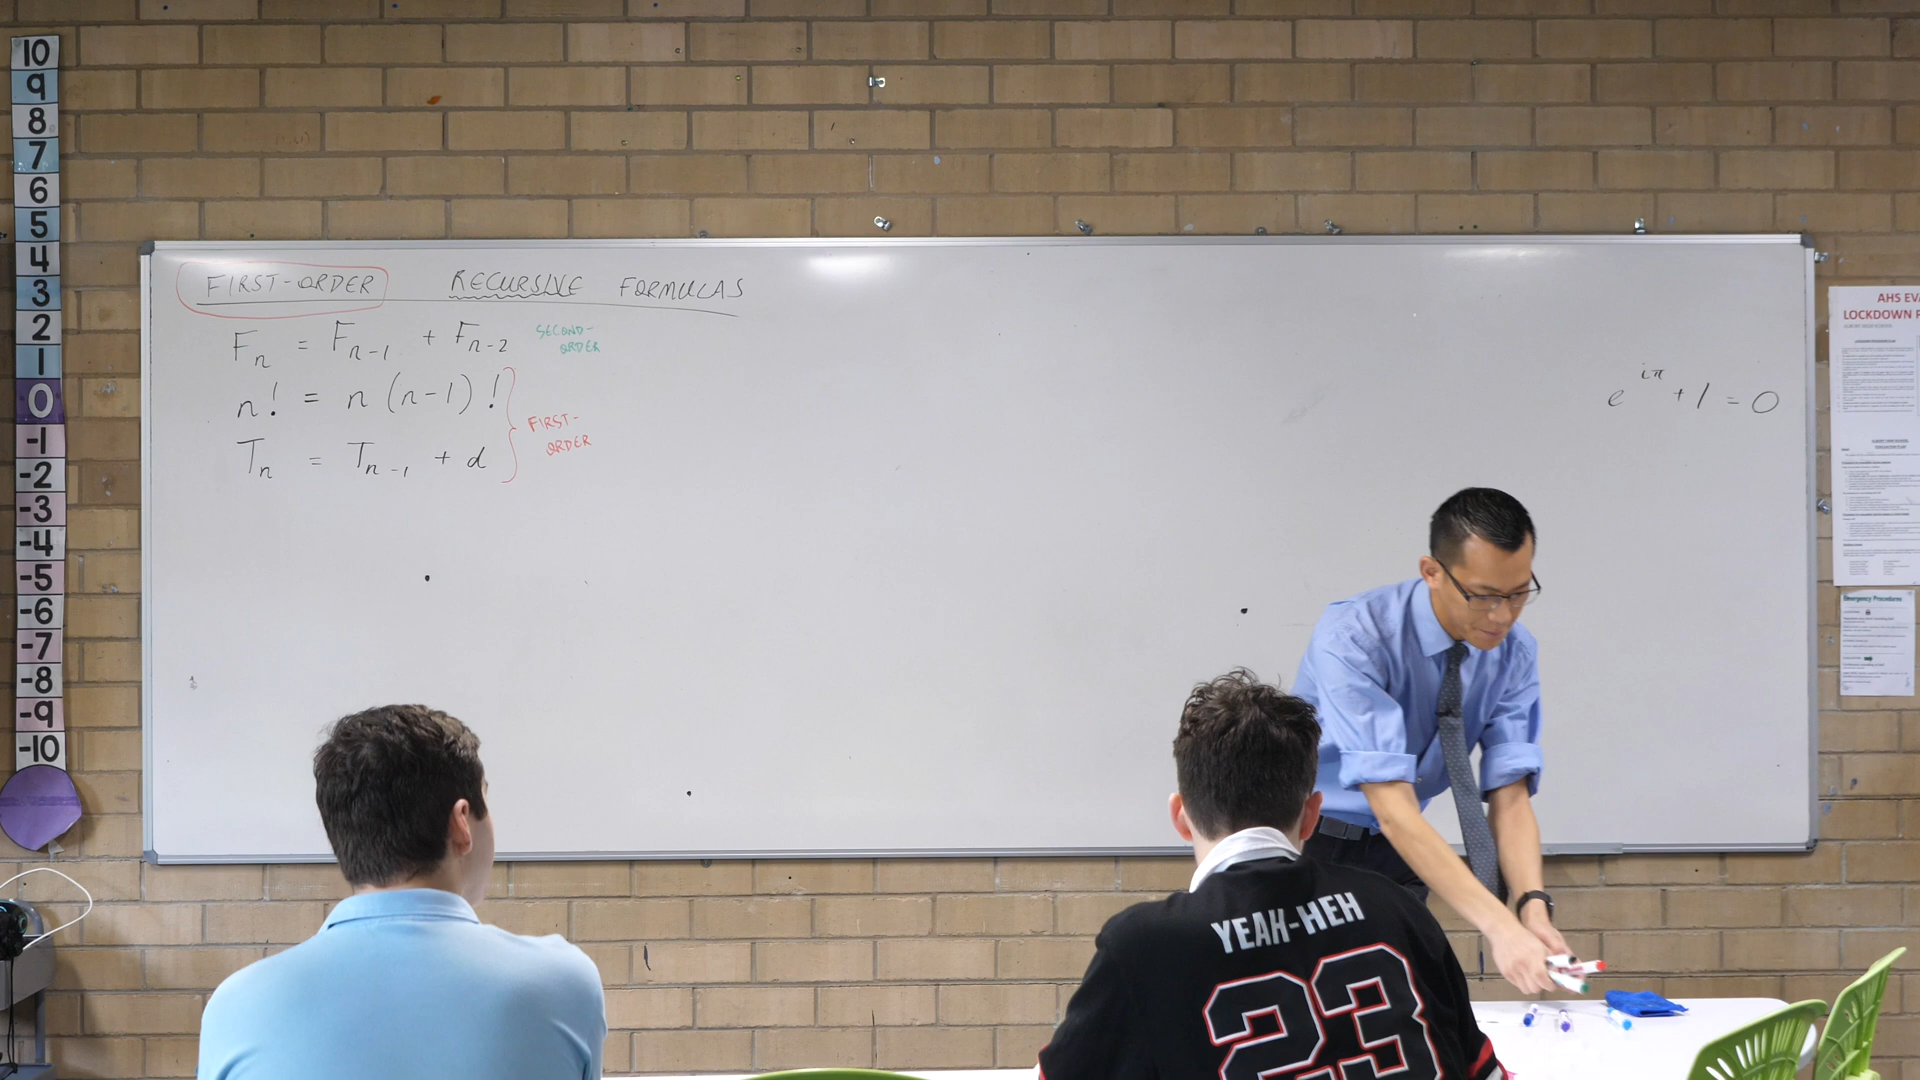 10
9
8
7
6
5
4
3
2
1
0
-1
-2
-3
-4
-5
-6
-7
-8
-9
-10
FIRST-ORDER RECURSIVE FORMULAS
Fₙ = Fₙ₋₁ + Fₙ₋₂ SECOND-
ORDER
n! = n (n-1)!
Tₙ = Tₙ₋₁ + d
FIRST-
ORDER
e^{iπ} + 1 = 0
AHS EVA
LOCKDOWN P
Emergency Procedures
YEAH-HEH
23